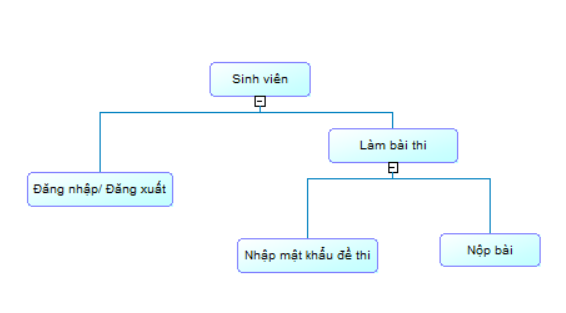 Sinh viên
Làm bài thi
Đăng nhập/ Đăng xuất
Nhập mật khẩu đề thi
Nộp bài